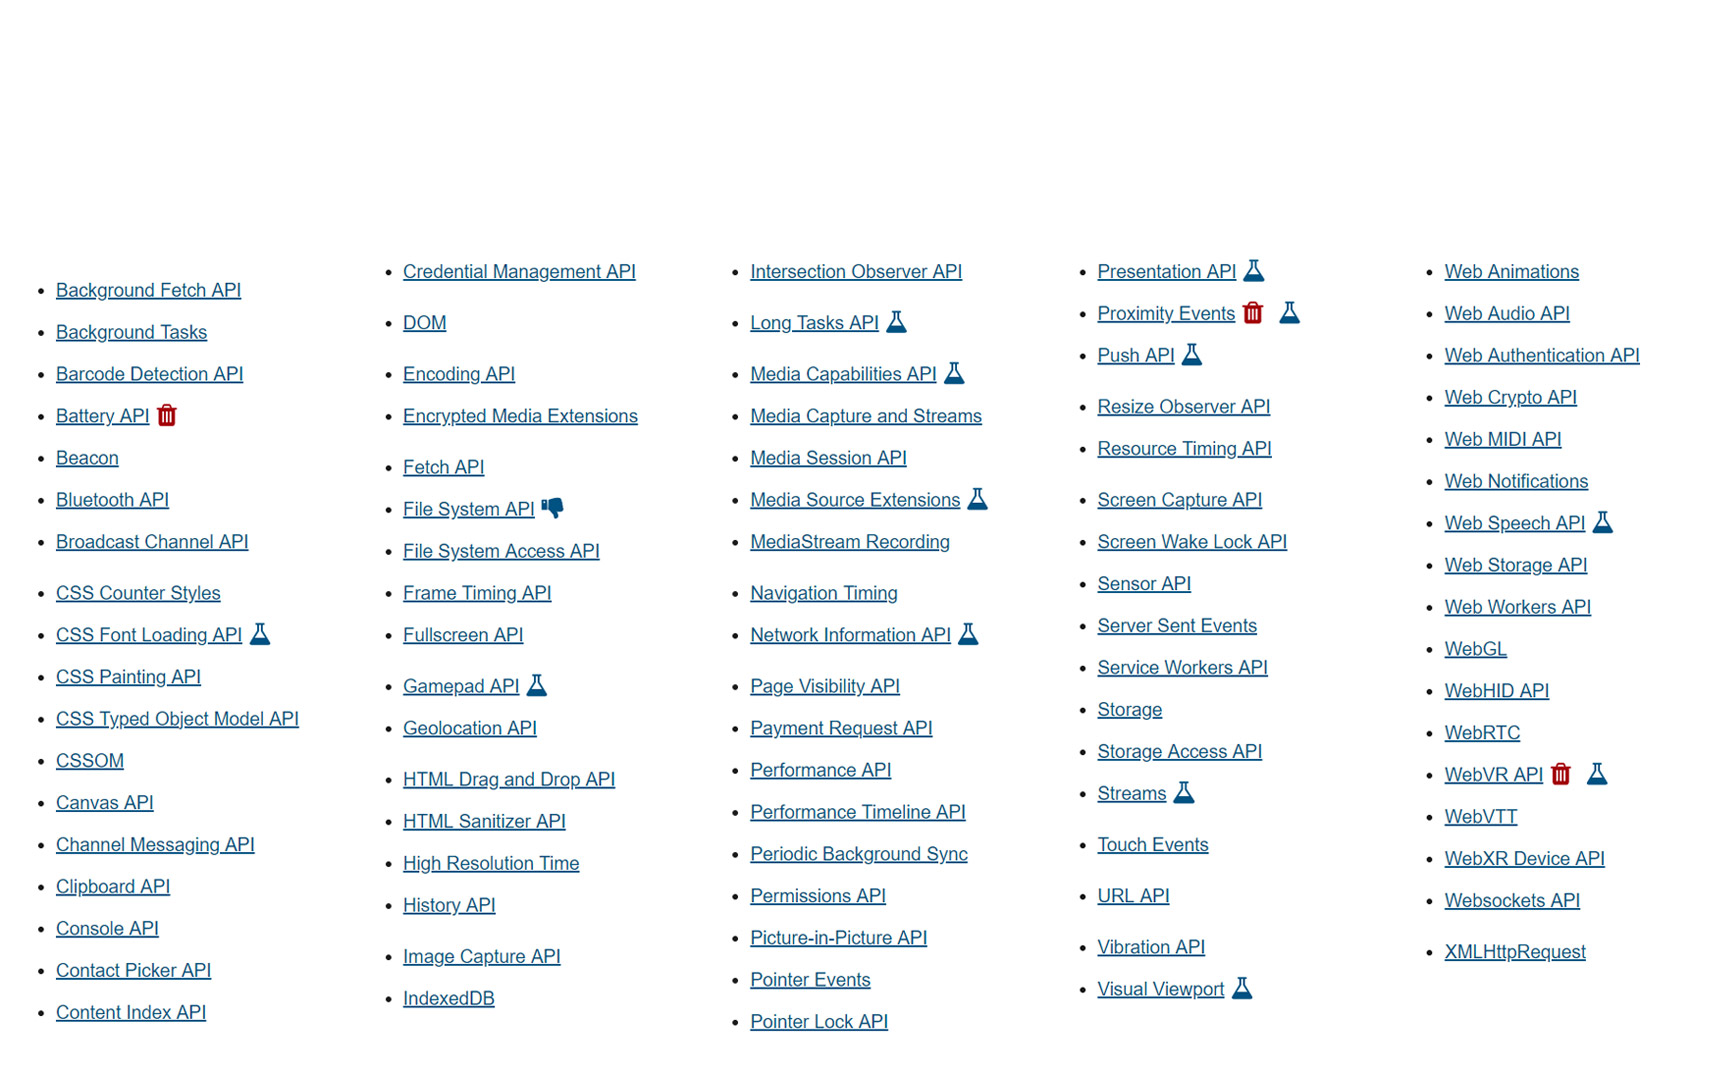 Background Fetch API
Background Tasks
Barcode Detection API
Battery API
Beacon
Bluetooth API
Broadcast Channel API
CSS Counter Styles
CSS Font Loading API
CSS Painting API
CSS Typed Object Model API
CSSOM
Canvas API
Channel Messaging API
Clipboard API
Console API
Contact Picker API
Content Index API
Credential Management API
DOM
Encoding API
Encrypted Media Extensions
Fetch API
File System API
File System Access API
Frame Timing API
Fullscreen API
Gamepad API
Geolocation API
HTML Drag and Drop API
HTML Sanitizer API
High Resolution Time
History API
Image Capture API
IndexedDB
Intersection Observer API
Long Tasks API
Media Capabilities API
Media Capture and Streams
Media Session API
Media Source Extensions
MediaStream Recording
Navigation Timing
Network Information API
Page Visibility API
Payment Request API
Performance API
Performance Timeline API
Periodic Background Sync
Permissions API
Picture-in-Picture API
Pointer Events
Pointer Lock API
Presentation API
Proximity Events
Push API
Resize Observer API
Resource Timing API
Screen Capture API
Screen Wake Lock API
Sensor API
Server Sent Events
Service Workers API
Storage
Storage Access API
Streams
Touch Events
URL API
Vibration API
Visual Viewport
Web Animations
Web Audio API
Web Authentication API
Web Crypto API
Web MIDI API
Web Notifications
Web Speech API
Web Storage API
Web Workers API
WebGL
WebHID API
WebRTC
WebVR API
WebVTT
WebXR Device API
Websockets API
XMLHttpRequest